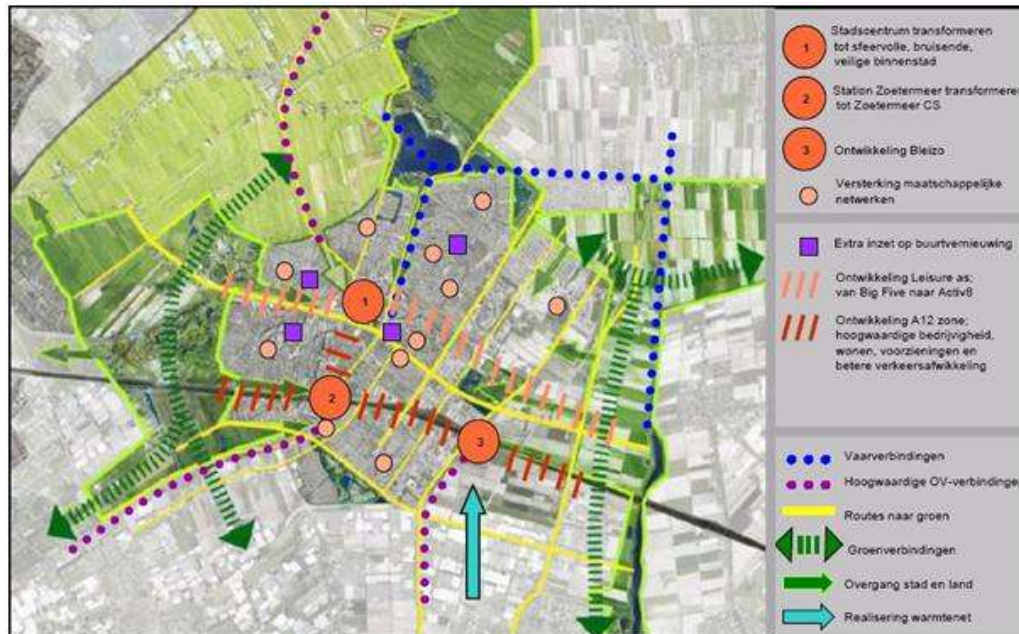 1
2
3
1
Stadscentrum transformeren
tot sfeervolle, bruisende,
veilige binnenstad
2
Station Zoetermeer transformeren
tot Zoetermeer CS
3
Ontwikkeling Bleizo
Versterking maatschappelijke
netwerken
Extra inzet op buurtvernieuwing
Ontwikkeling Leisure as;
van Big Five naar Activ8
Ontwikkeling A12 zone;
hoogwaardige bedrijvigheid,
wonen, voorzieningen en
betere verkeersafwikkeling
Vaarverbindingen
Hoogwaardige OV-verbindingen
Routes naar groen
Groenverbindingen
Overgang stad en land
Realisering warmtenet